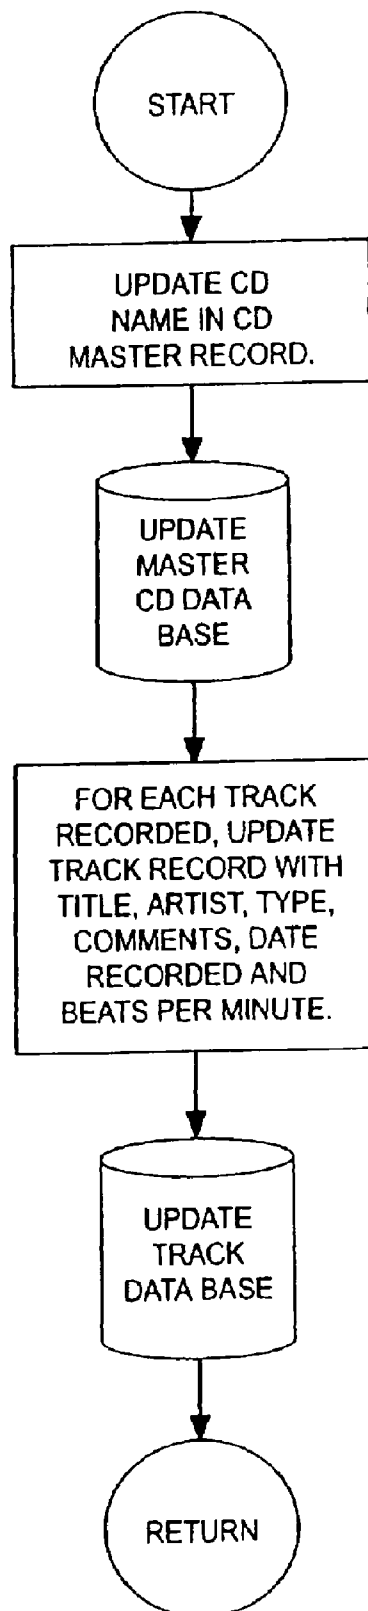 START
UPDATE CD
NAME IN CD
MASTER RECORD.
UPDATE
MASTER
CD DATA
BASE
FOR EACH TRACK
RECORDED, UPDATE
TRACK RECORD WITH
TITLE, ARTIST, TYPE,
COMMENTS, DATE
RECORDED AND
BEATS PER MINUTE.
UPDATE
TRACK
DATA BASE
RETURN